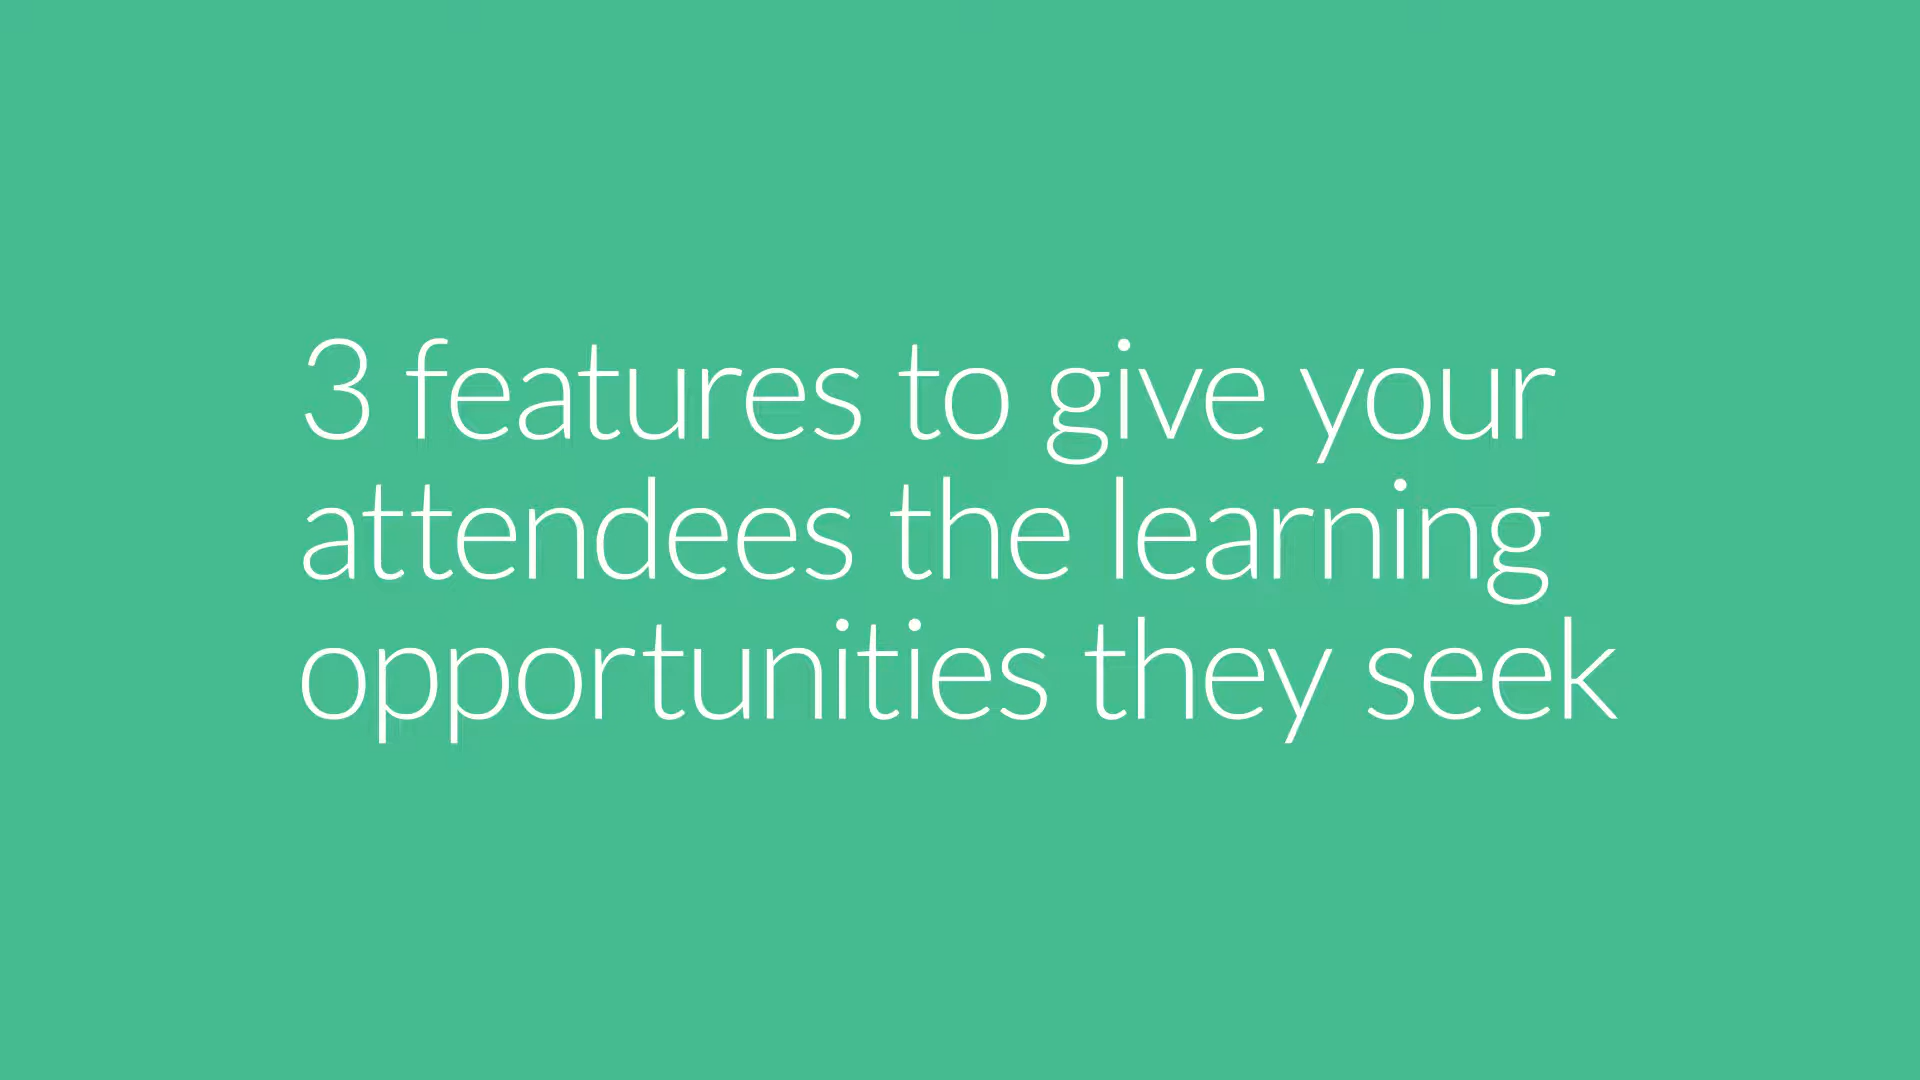 3 features to give your
attendees the learning
opportunities they seek